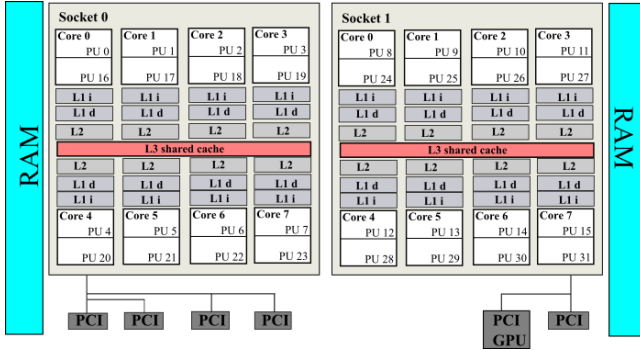 Socket 0
Core 0 Core 1 Core 2 Core 3
PU 0 PU 1 PU 2 PU 3
PU 16 PU 17 PU 18 PU 19
L1 i L1 i L1 i L1 i
L1 d L1 d L1 d L1 d
L2 L2 L2 L2
L3 shared cache
L2 L2 L2 L2
L1 d L1 d L1 d L1 d
L1 i L1 i L1 i L1 i
Core 4 Core 5 Core 6 Core 7
PU 4 PU 5 PU 6 PU 7
PU 20 PU 21 PU 22 PU 23
RAM
PCI PCI PCI PCI
Socket 1
Core 0 Core 1 Core 2 Core 3
PU 8 PU 9 PU 10 PU 11
PU 24 PU 25 PU 26 PU 27
L1 i L1 i L1 i L1 i
L1 d L1 d L1 d L1 d
L2 L2 L2 L2
L3 shared cache
L2 L2 L2 L2
L1 d L1 d L1 d L1 d
L1 i L1 i L1 i L1 i
Core 4 Core 5 Core 6 Core 7
PU 12 PU 13 PU 14 PU 15
PU 28 PU 29 PU 30 PU 31
RAM
PCI PCI
GPU